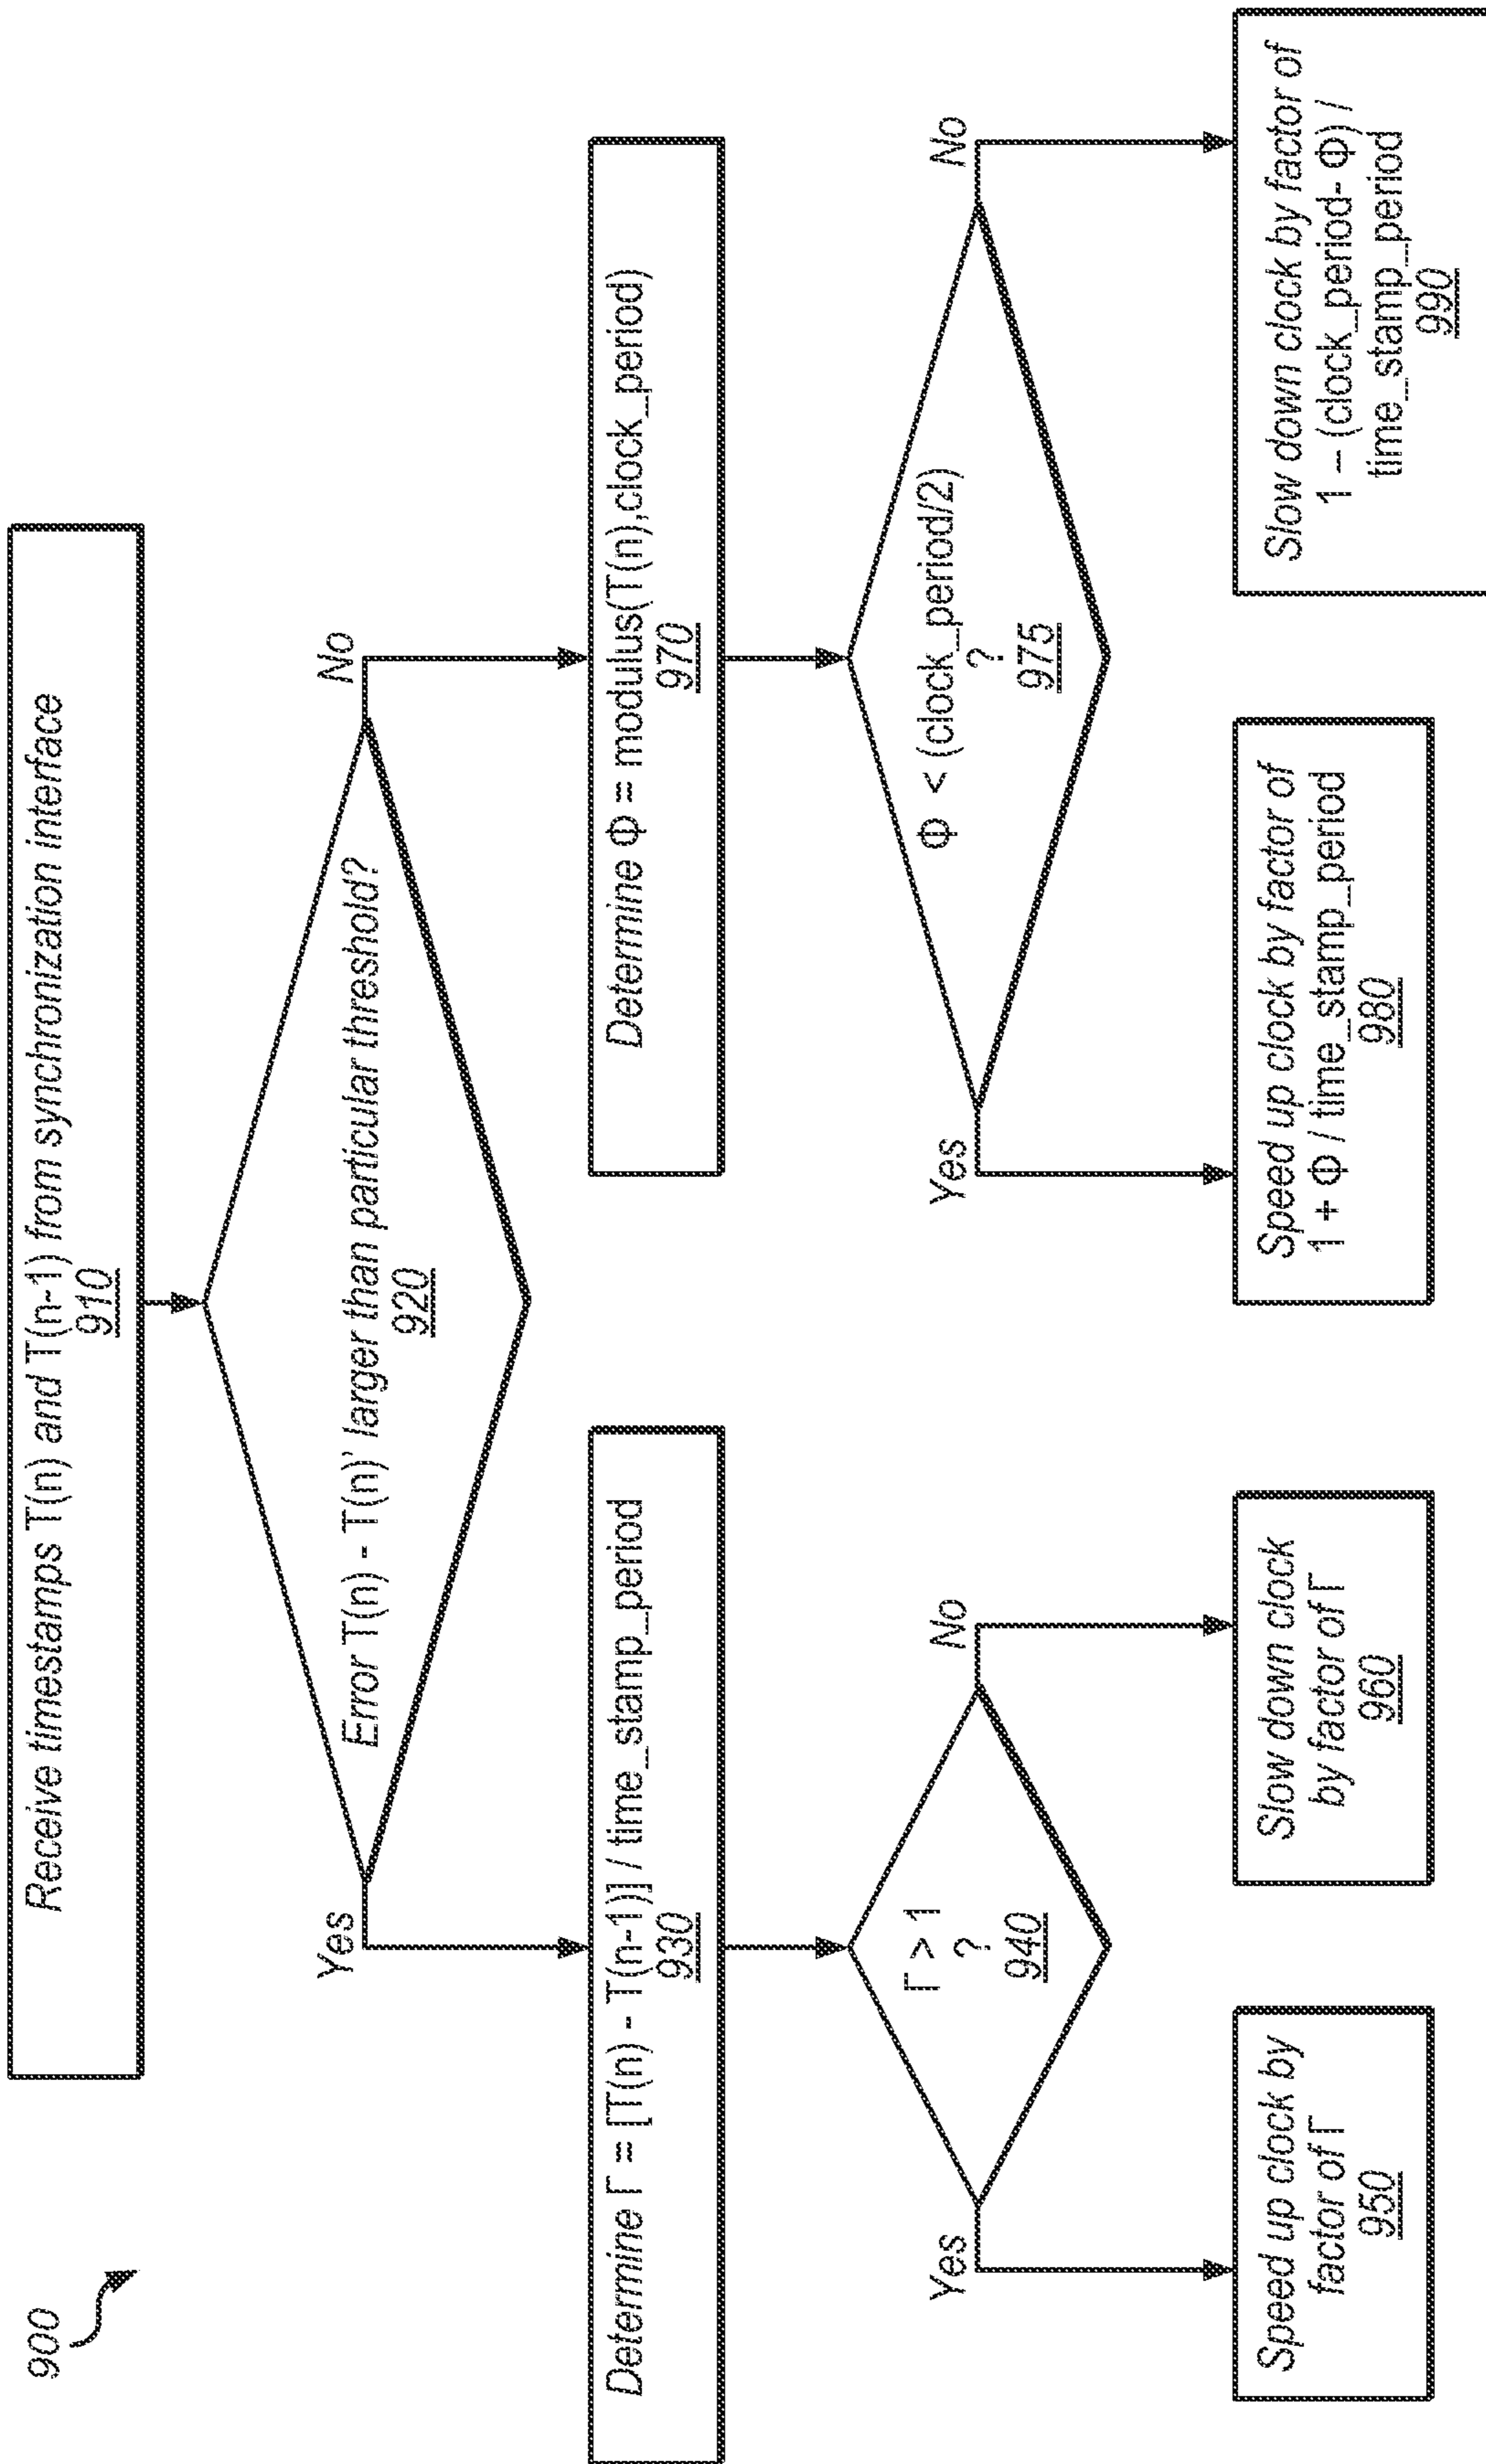 900
Receive timestamps T(n) and T(n-1) from synchronization interface
910
Error T(n) - T(n)' larger than particular threshold?
920
Yes
No
Determine Γ = [T(n) - T(n-1)] / time_stamp_period
930
Determine Φ = modulus(T(n),clock_period)
970
Γ > 1
?
940
Φ < (clock_period/2)
?
975
Yes
No
Yes
No
Speed up clock by
factor of Γ
950
Slow down clock
by factor of Γ
960
Speed up clock by factor of
1 + Φ / time_stamp_period
980
Slow down clock by factor of
1 – (clock_period- Φ) /
time_stamp_period
990